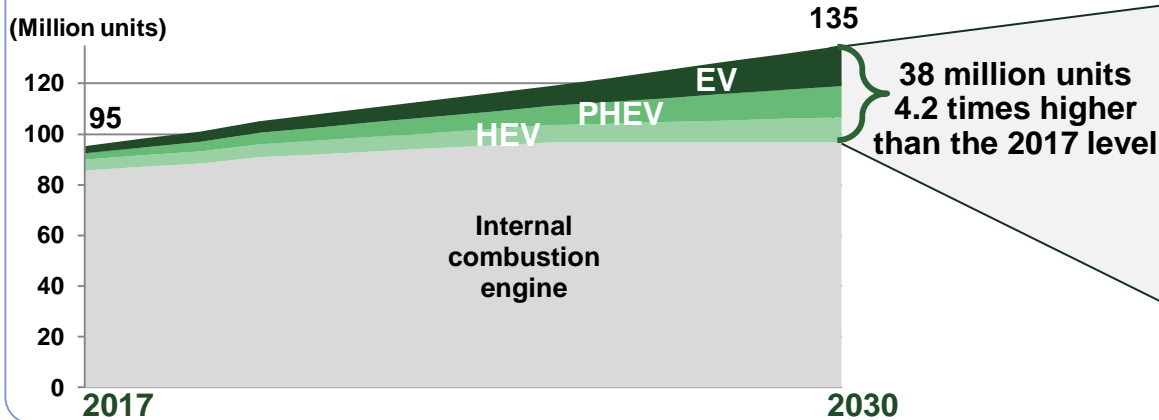 (Million units)
135
120
100
80
60
40
20
0
95
EV
PHEV
HEV
Internal
combustion
engine
38 million units
4.2 times higher
than the 2017 level
2017
2030